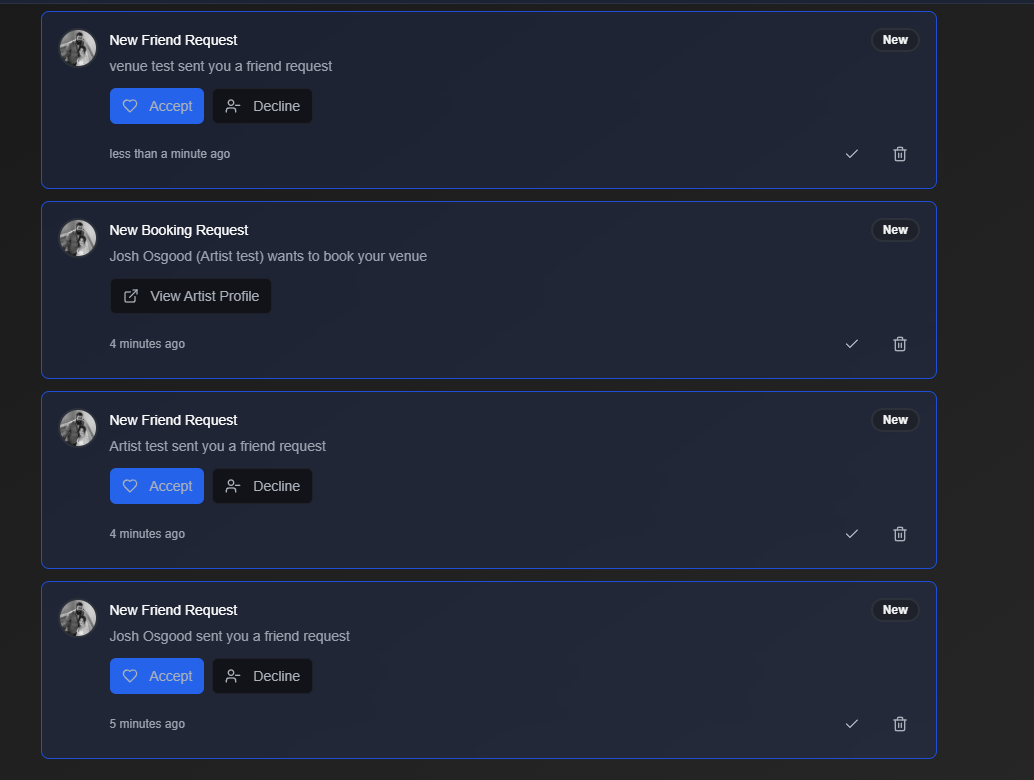 New Friend Request
New
venue test sent you a friend request
Accept
Decline
less than a minute ago
New Booking Request
New
Josh Osgood (Artist test) wants to book your venue
View Artist Profile
4 minutes ago
New Friend Request
New
Artist test sent you a friend request
Accept
Decline
4 minutes ago
New Friend Request
New
Josh Osgood sent you a friend request
Accept
Decline
5 minutes ago